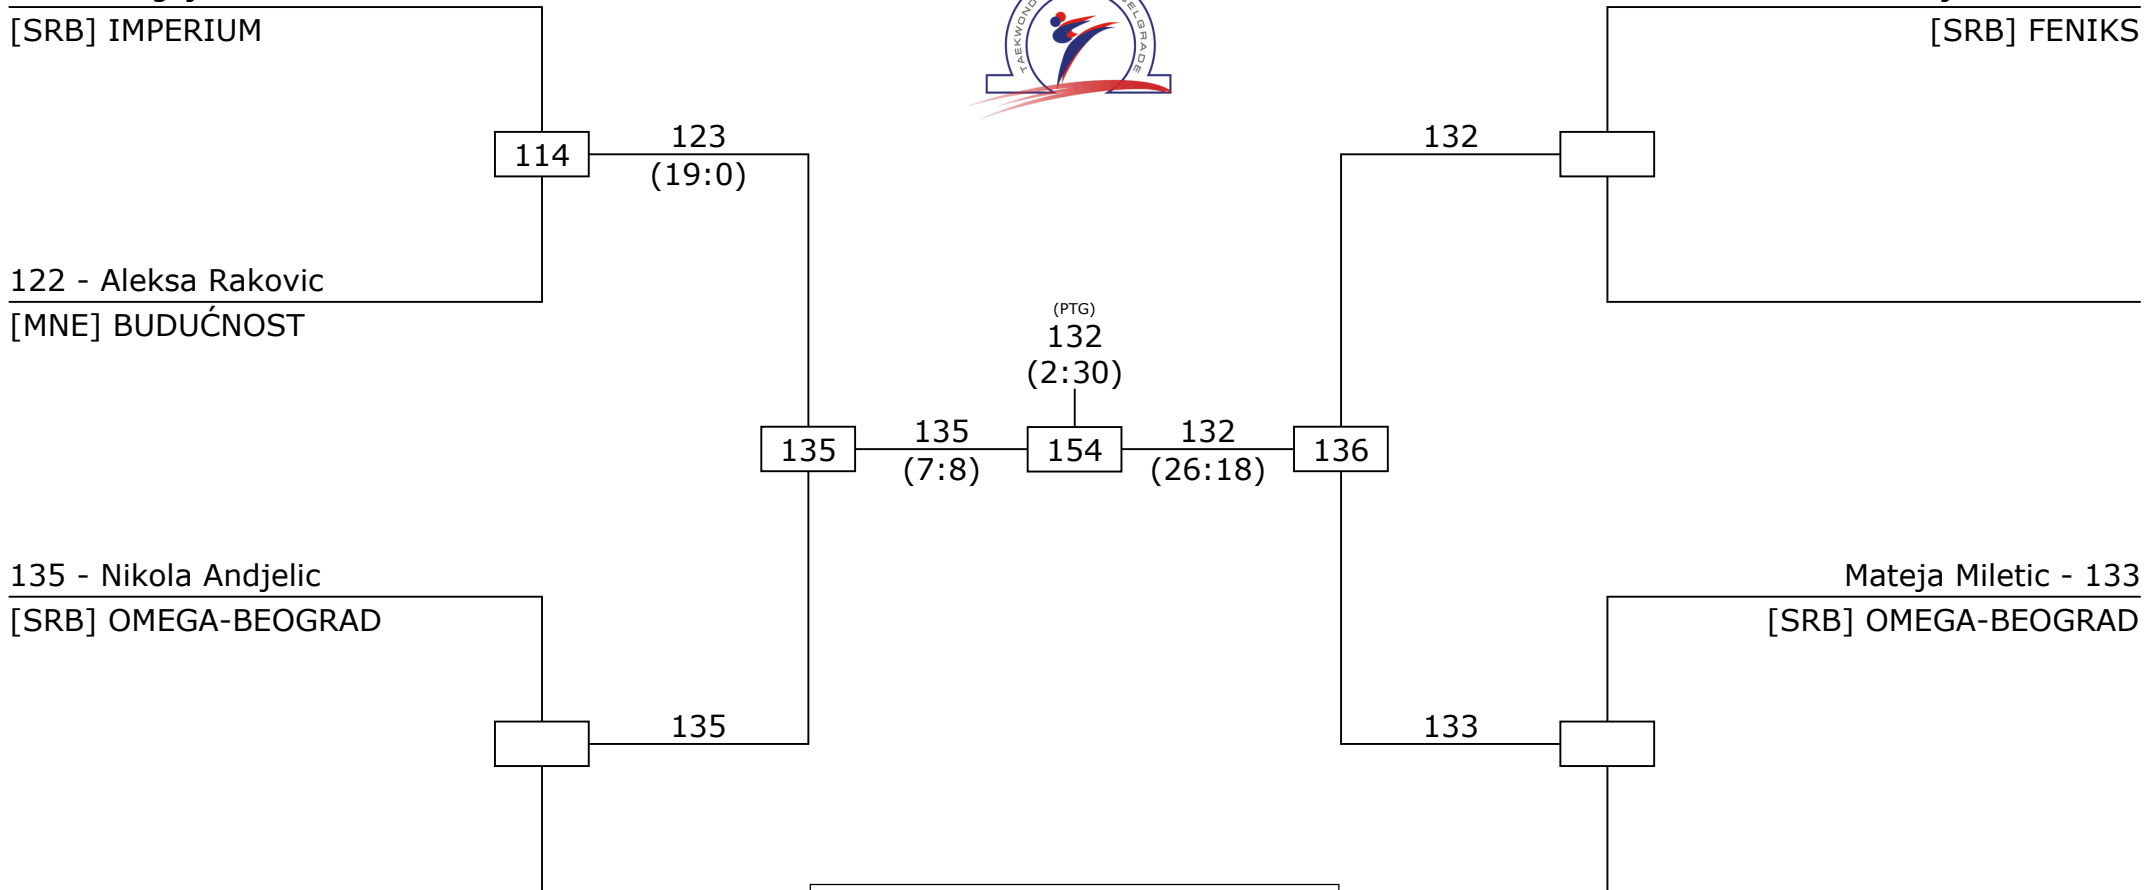 [SRB] IMPERIUM
[SRB] FENIKS
TAEKWONDO
BELGRADE
114
123
(19:0)
132
122 - Aleksa Rakovic
[MNE] BUDUĆNOST
(PTG)
132
(2:30)
135
135
(7:8)
154
132
(26:18)
136
135 - Nikola Andjelic
[SRB] OMEGA-BEOGRAD
Mateja Miletic - 133
[SRB] OMEGA-BEOGRAD
135
133